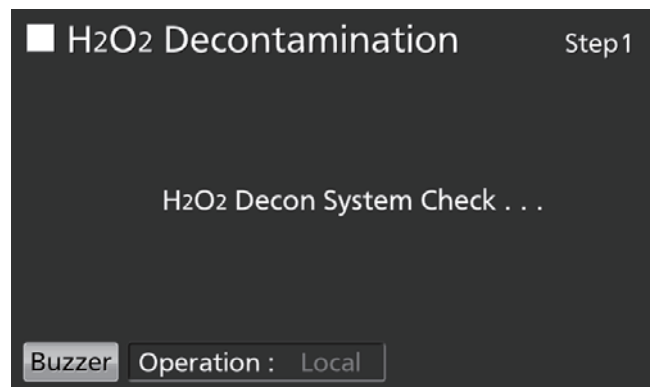 H2O2 Decontamination Step1
H2O2 Decon System Check . . .
Buzzer Operation : Local